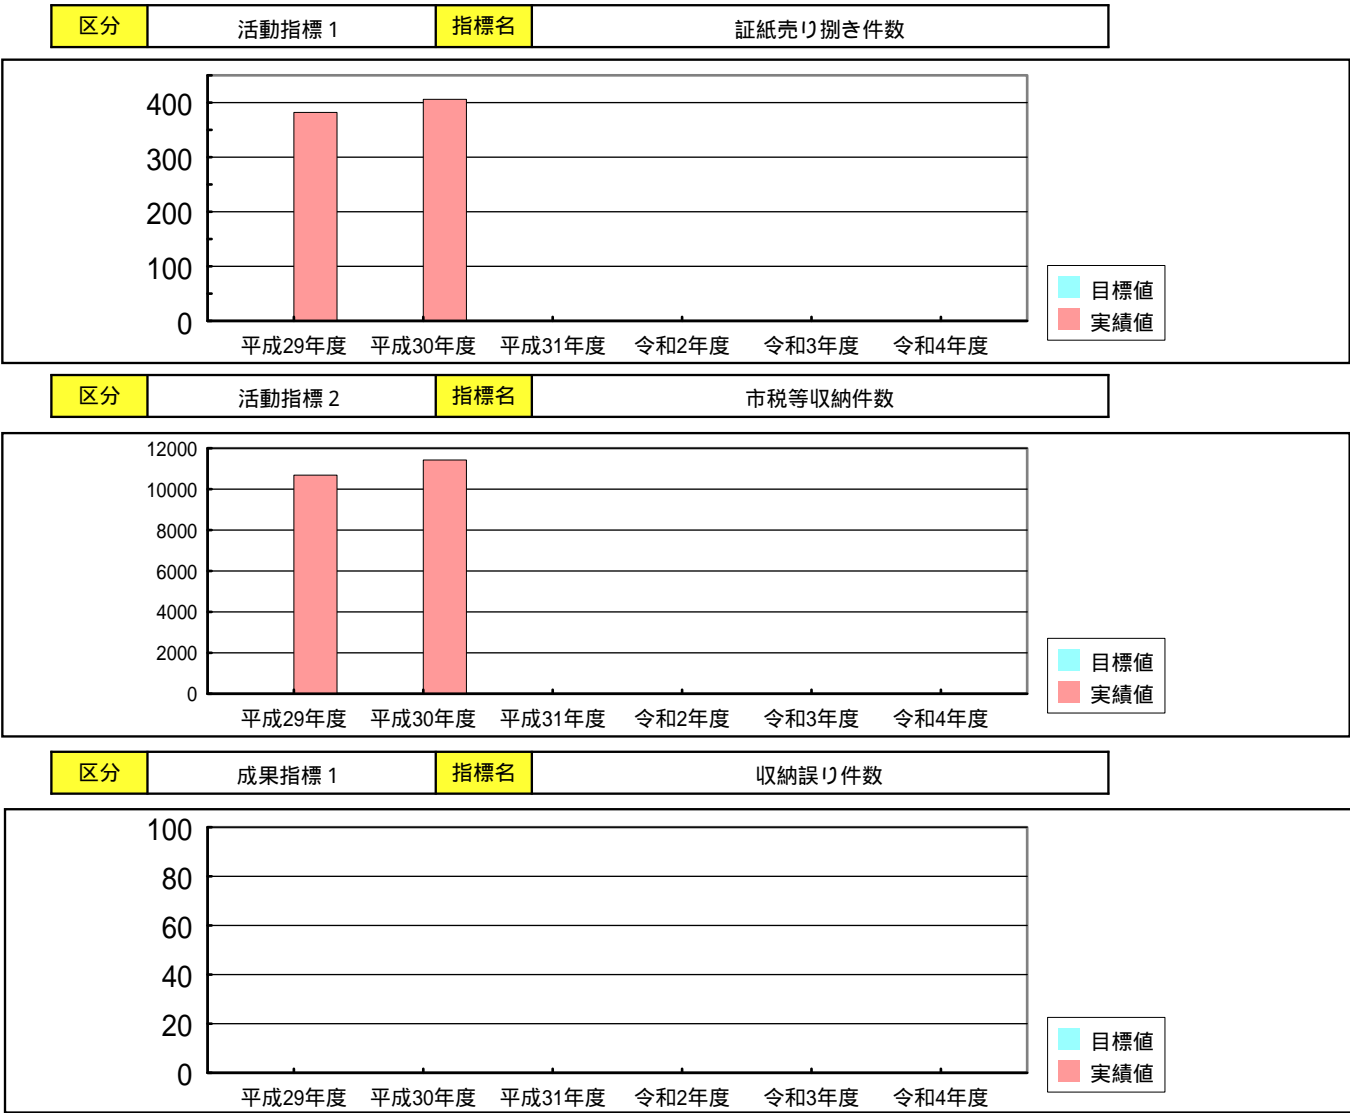 区分 活動指標1 指標名 証紙売り捌き件数
400
300
200
100
0
平成29年度 平成30年度 平成31年度 令和2年度 令和3年度 令和4年度
目標値
実績値
区分 活動指標2 指標名 市税等収納件数
12000
10000
8000
6000
4000
2000
0
平成29年度 平成30年度 平成31年度 令和2年度 令和3年度 令和4年度
目標値
実績値
区分 成果指標1 指標名 収納誤り件数
100
80
60
40
20
0
平成29年度 平成30年度 平成31年度 令和2年度 令和3年度 令和4年度
目標値
実績値